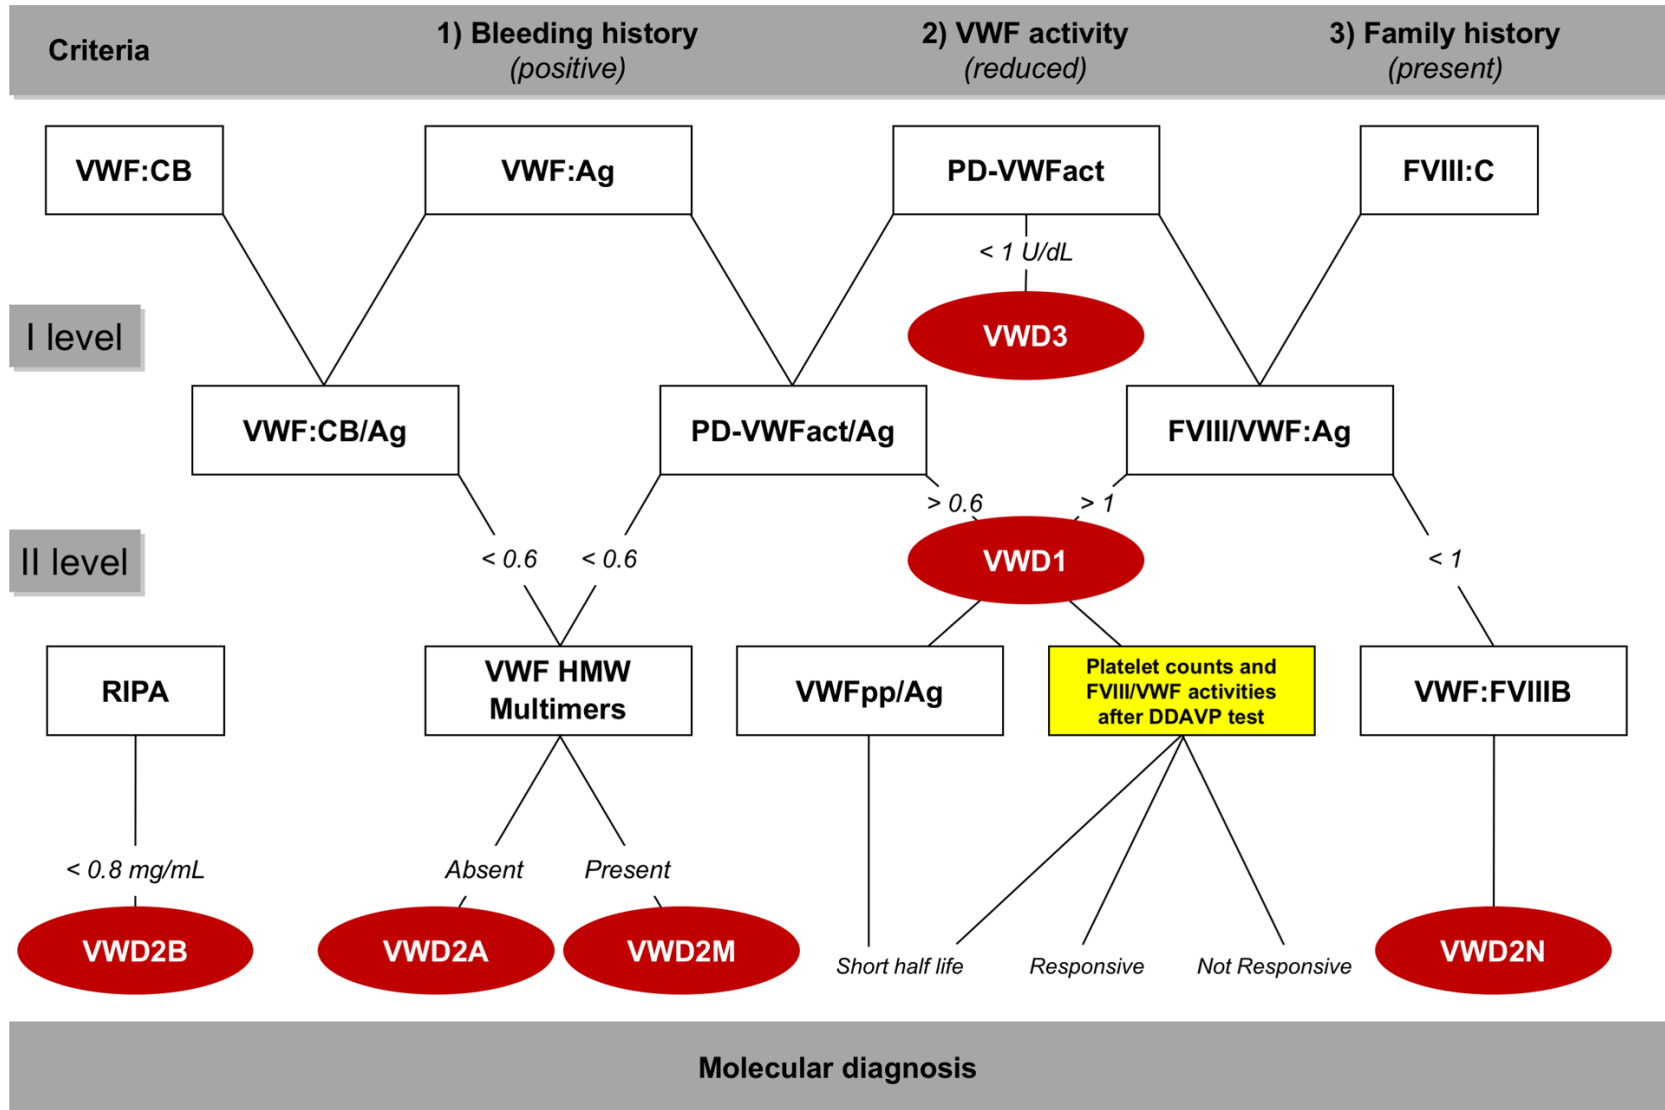 Criteria
1) Bleeding history
(positive)
2) VWF activity
(reduced)
3) Family history
(present)
VWF:CB
VWF:Ag
PD-VWFact
FVIII:C
< 1 U/dL
I level
VWD3
VWF:CB/Ag
PD-VWFact/Ag
FVIII/VWF:Ag
> 0.6
> 1
II level
< 0.6
< 0.6
VWD1
< 1
RIPA
VWF HMW
Multimers
VWFpp/Ag
Platelet counts and
FVIII/VWF activities
after DDAVP test
VWF:FVIIIB
< 0.8 mg/mL
Absent
Present
VWD2B
VWD2A
VWD2M
Short half life
Responsive
Not Responsive
VWD2N
Molecular diagnosis